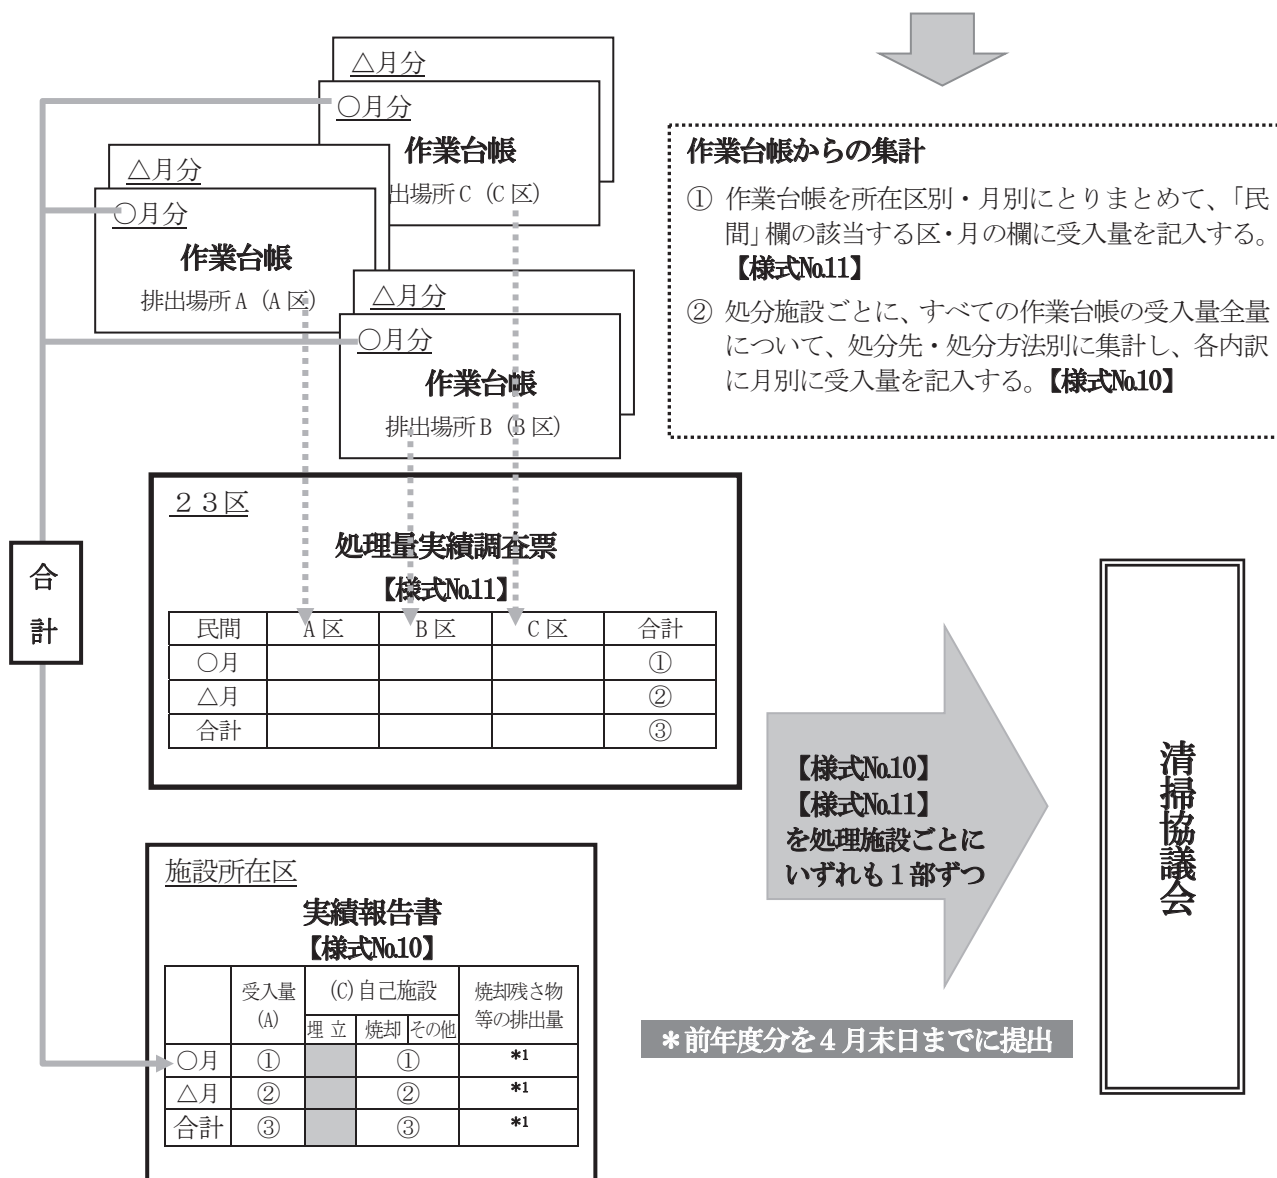 △月分
○月分
作業台帳
出場所C（C区）
△月分
○月分
作業台帳
排出場所A（A区）
△月分
○月分
作業台帳
排出場所B（B区）
作業台帳からの集計
① 作業台帳を所在区別・月別にとりまとめて、「民
間」欄の該当する区・月の欄に受入量を記入する。
【様式№11】
② 処分施設ごとに、すべての作業台帳の受入量全量
について、処分先・処分方法別に集計し、各内訳
に月別に受入量を記入する。【様式№10】
合計
２３区
処理量実績調査票
【様式№11】
民間 A区 B区 C区 合計
○月 ①
△月 ②
合計 ③
施設所在区
実績報告書
【様式№10】
受入量 (C)自己施設 焼却残さ物
(A) 埋立 焼却 その他 等の排出量
○月 ① ① *1
△月 ② ② *1
合計 ③ ③ *1
【様式№10】
【様式№11】
を処理施設ごとに
いずれも１部ずつ
＊前年度分を４月末日までに提出
清掃協議会